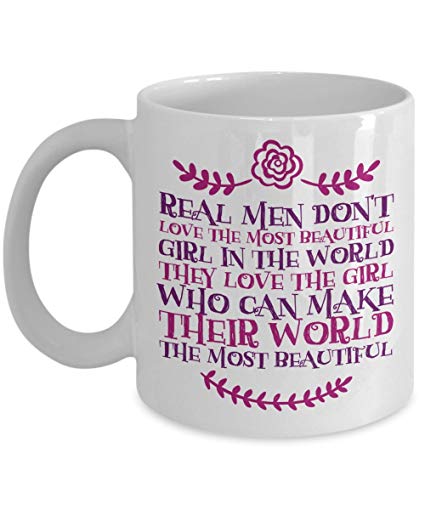 REAL MEN DON'T
LOVE THE MOST BEAUTIFUL
GIRL IN THE WORLD
THEY LOVE THE GIRL
WHO CAN MAKE
THEIR WORLD
THE MOST BEAUTIFUL